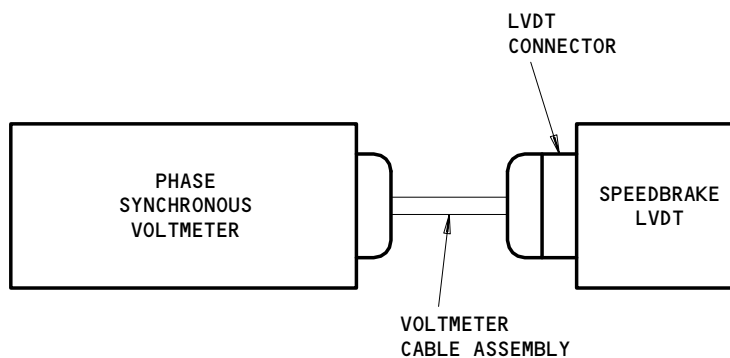 LVDT
CONNECTOR
PHASE
SYNCHRONOUS
VOLTMETER
SPEEDBRAKE
LVDT
VOLTMETER
CABLE ASSEMBLY